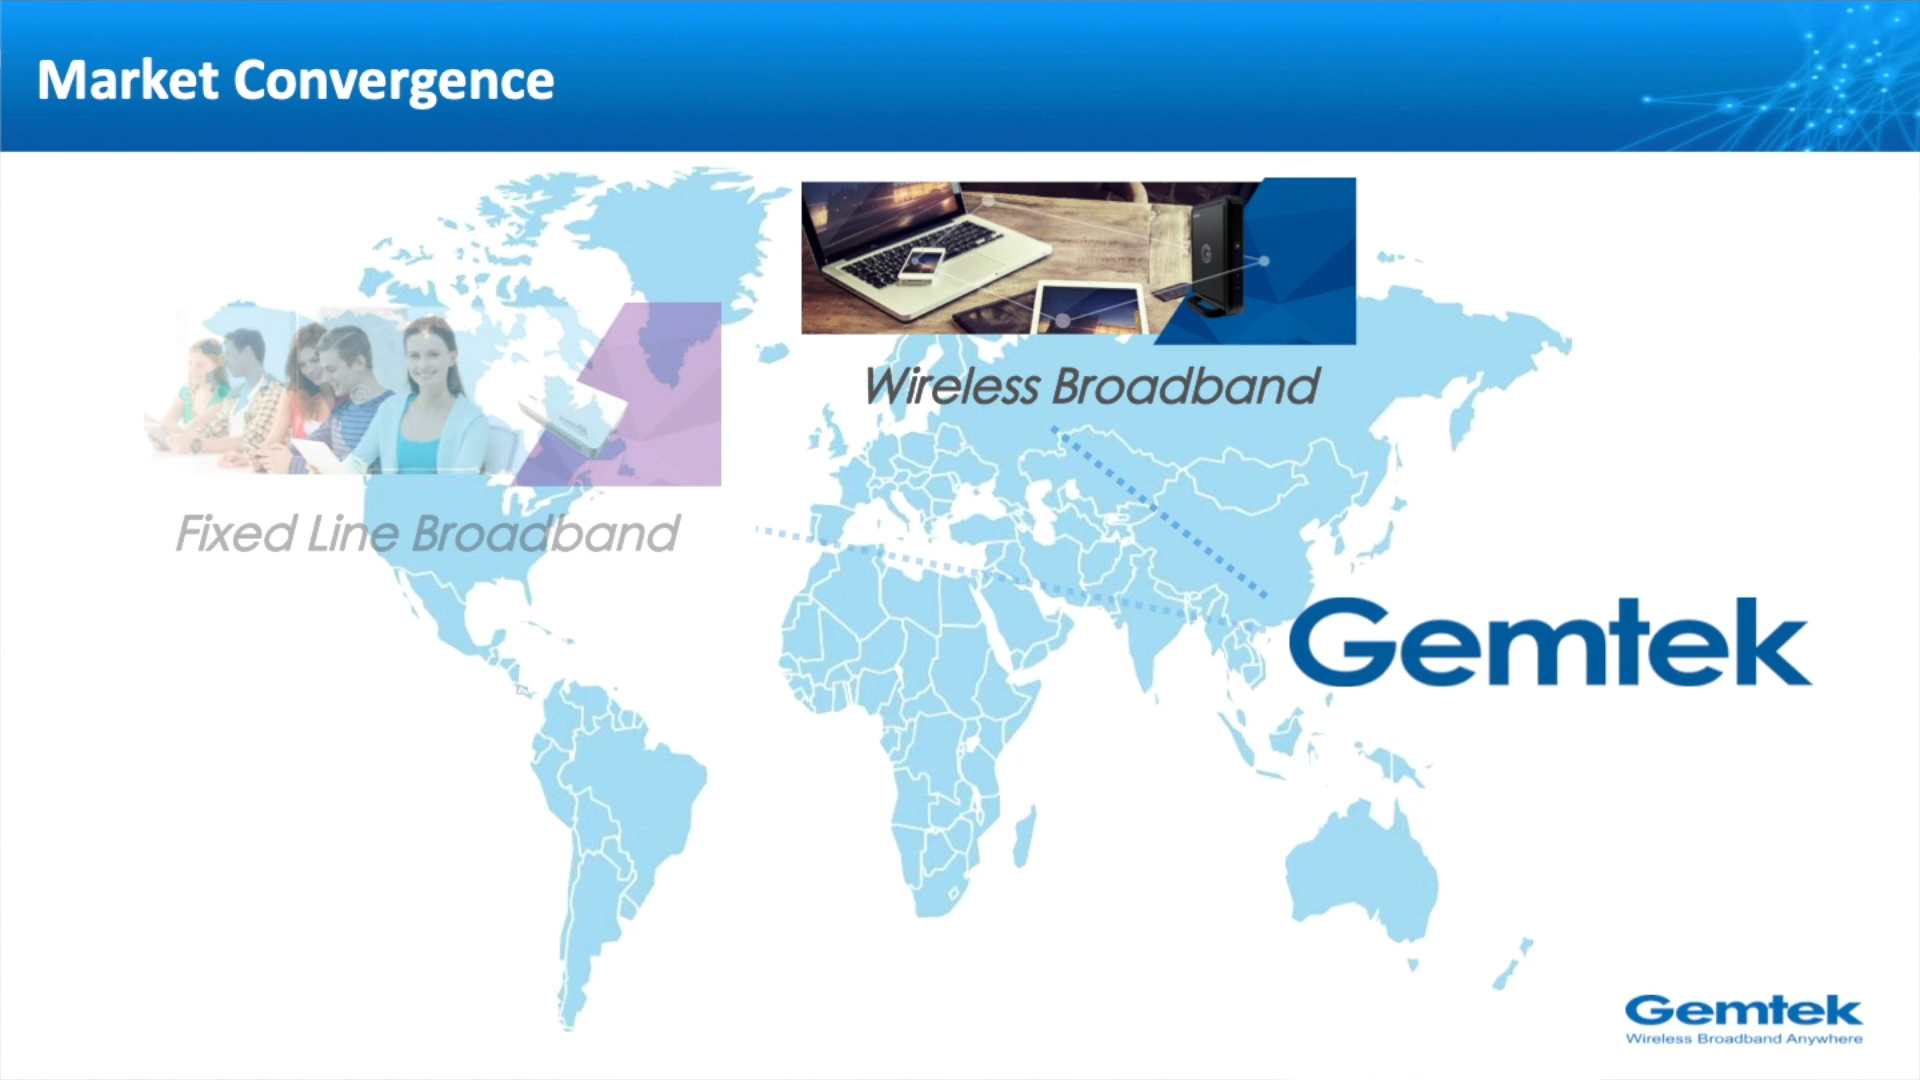 Market Convergence
Wireless Broadband
Fixed Line Broadband
Gemtek
Gemtek
Wireless Broadband Anywhere